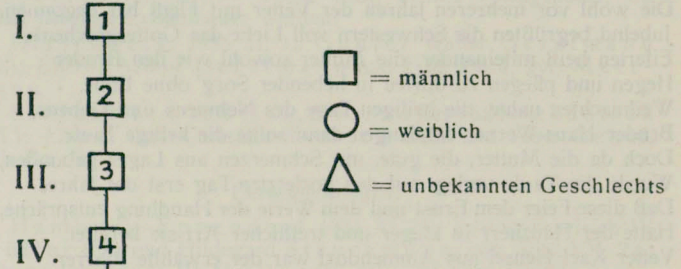 I. 1
= männlich
II. 2
= weiblich
III. 3
= unbekannten Geschlechts
IV. 4